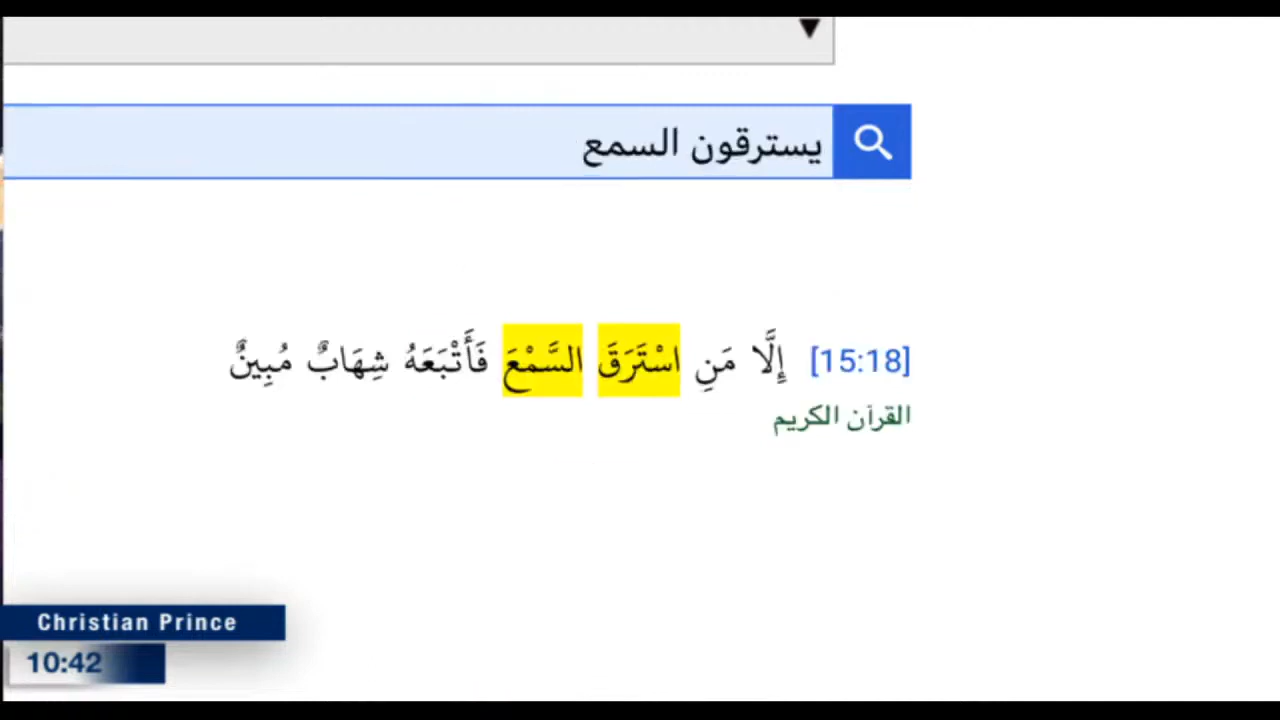 يسترقون السمع
[15:18] إِلَّا مَنِ اسْتَرَقَ السَّمْعَ فَأَتْبَعَهُ شِهَابٌ مُبِينٌ
القرآن الكريم
Christian Prince
10:42